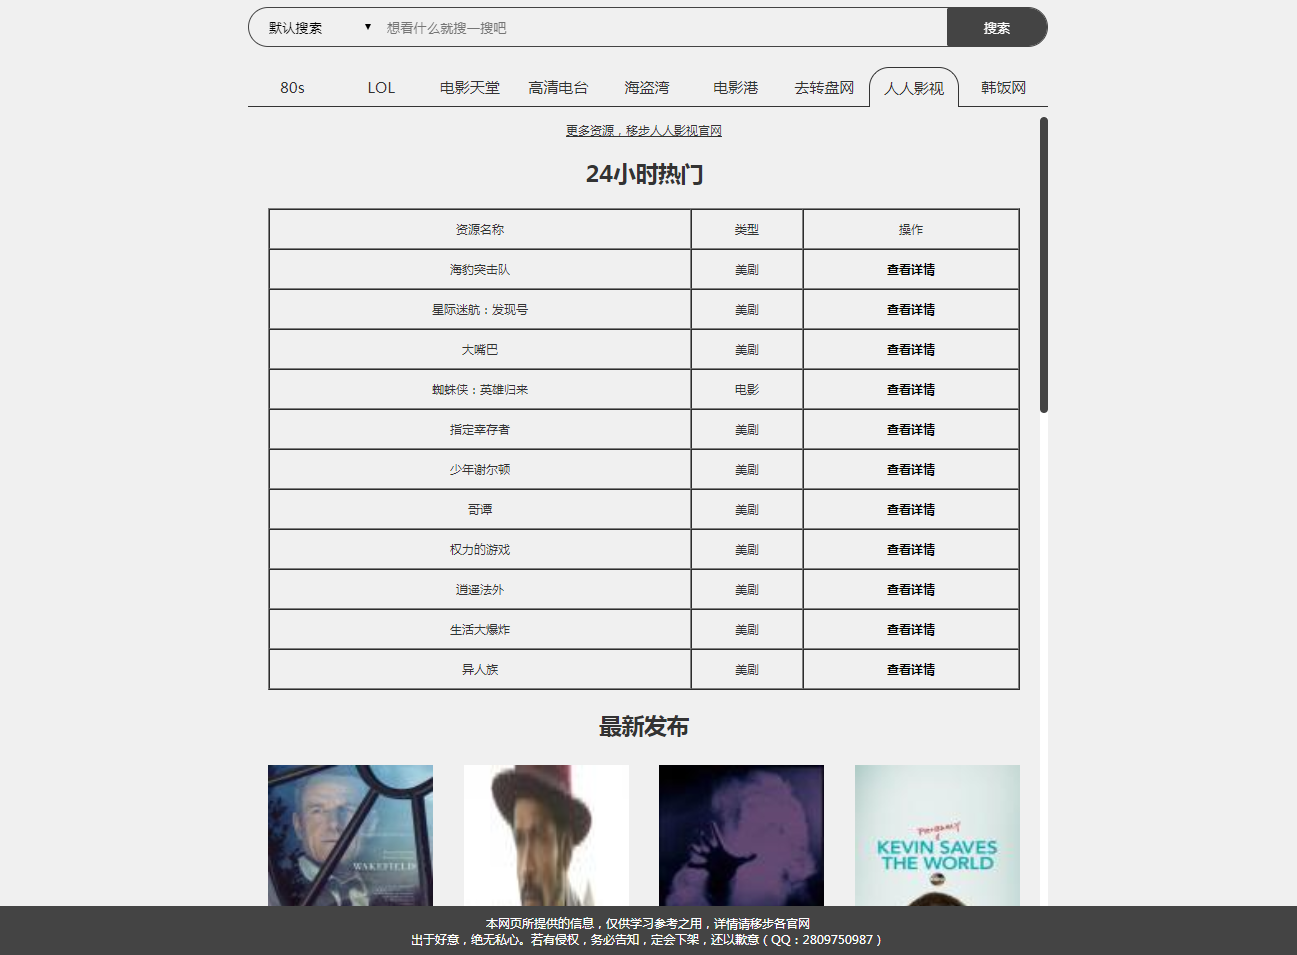 默认搜索 ▼ 想看什么就搜一搜吧 搜索
80s LOL 电影天堂 高清电台 海盗湾 电影港 去转盘网 人人影视 韩饭网
更多资源，移步人人影视官网
24小时热门
资源名称 类型 操作
海豹突击队 美剧 查看详情
星际迷航：发现号 美剧 查看详情
大嘴巴 美剧 查看详情
蜘蛛侠：英雄归来 电影 查看详情
指定幸存者 美剧 查看详情
少年谢尔顿 美剧 查看详情
哥谭 美剧 查看详情
权力的游戏 美剧 查看详情
逍遥法外 美剧 查看详情
生活大爆炸 美剧 查看详情
异人族 美剧 查看详情
最新发布
WAKEFIELD
KEVIN SAVES
THE WORLD
本网页所提供的信息，仅供学习参考之用，详情请移步各官网
出于好意，绝无私心。若有侵权，务必告知，定会下架，还以歉意（QQ：2809750987）